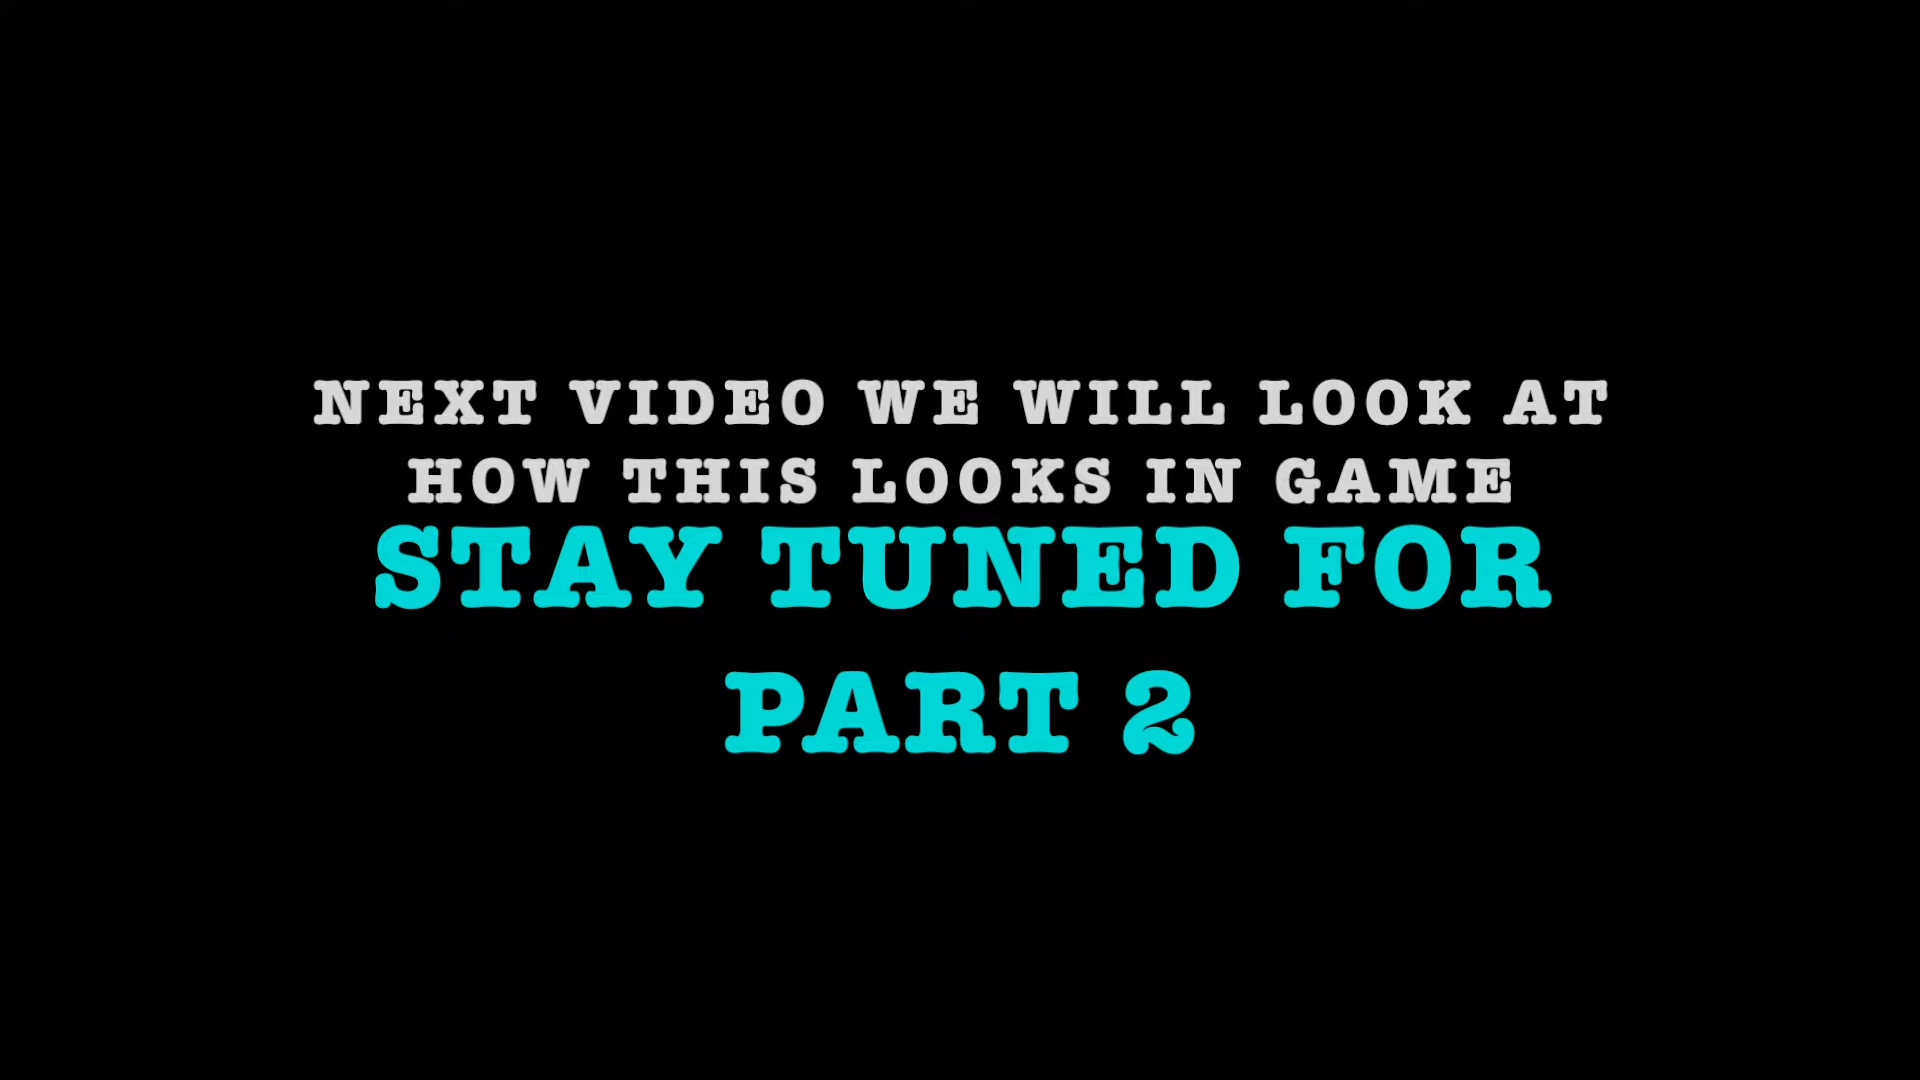 NEXT VIDEO WE WILL LOOK AT
HOW THIS LOOKS IN GAME
STAY TUNED FOR
PART 2